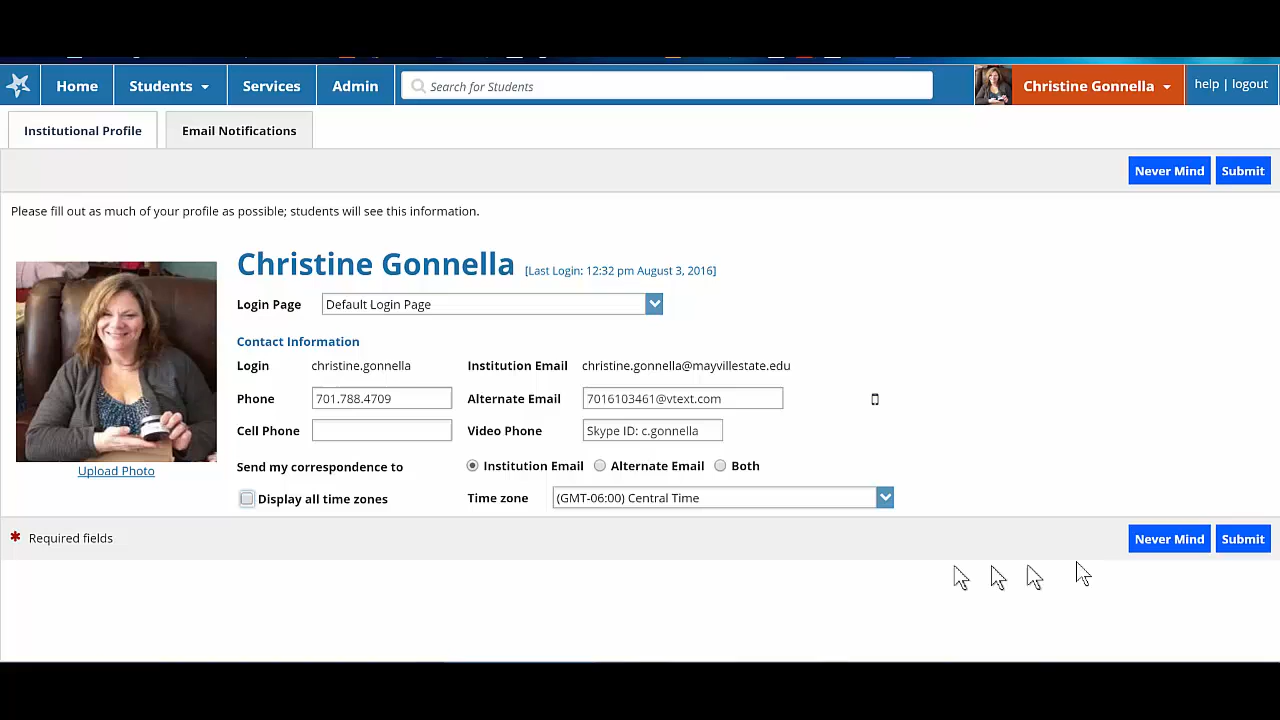 Home Students Services Admin Search for Students Christine Gonnella help | logout
Institutional Profile Email Notifications
Never Mind Submit
Please fill out as much of your profile as possible; students will see this information.
Christine Gonnella [Last Login: 12:32 pm August 3, 2016]
Login Page Default Login Page
Contact Information
Login christine.gonnella Institution Email christine.gonnella@mayvillestate.edu
Phone 701.788.4709 Alternate Email 7016103461@vtext.com
Cell Phone Video Phone Skype ID: c.gonnella
Upload Photo
Send my correspondence to Institution Email Alternate Email Both
Display all time zones Time zone (GMT-06:00) Central Time
* Required fields Never Mind Submit